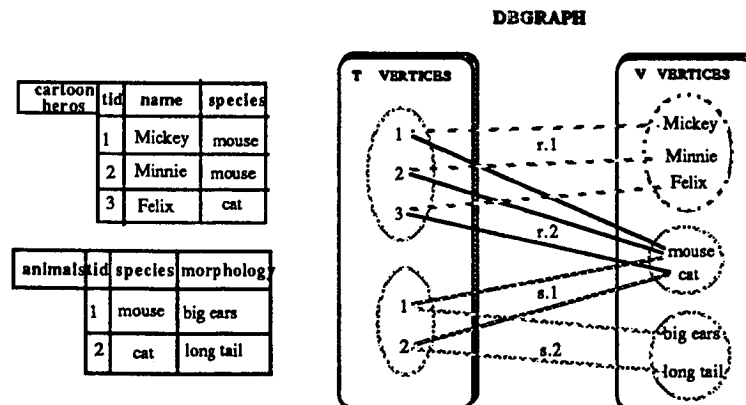 DBGRAPH
cartoon heros tid name species
1 Mickey mouse
2 Minnie mouse
3 Felix cat
animals tid species morphology
1 mouse big ears
2 cat long tail
T VERTICES
1
2
3
1
2
r.1
r.2
s.1
s.2
V VERTICES
Mickey
Minnie
Felix
mouse
cat
big ears
long tail